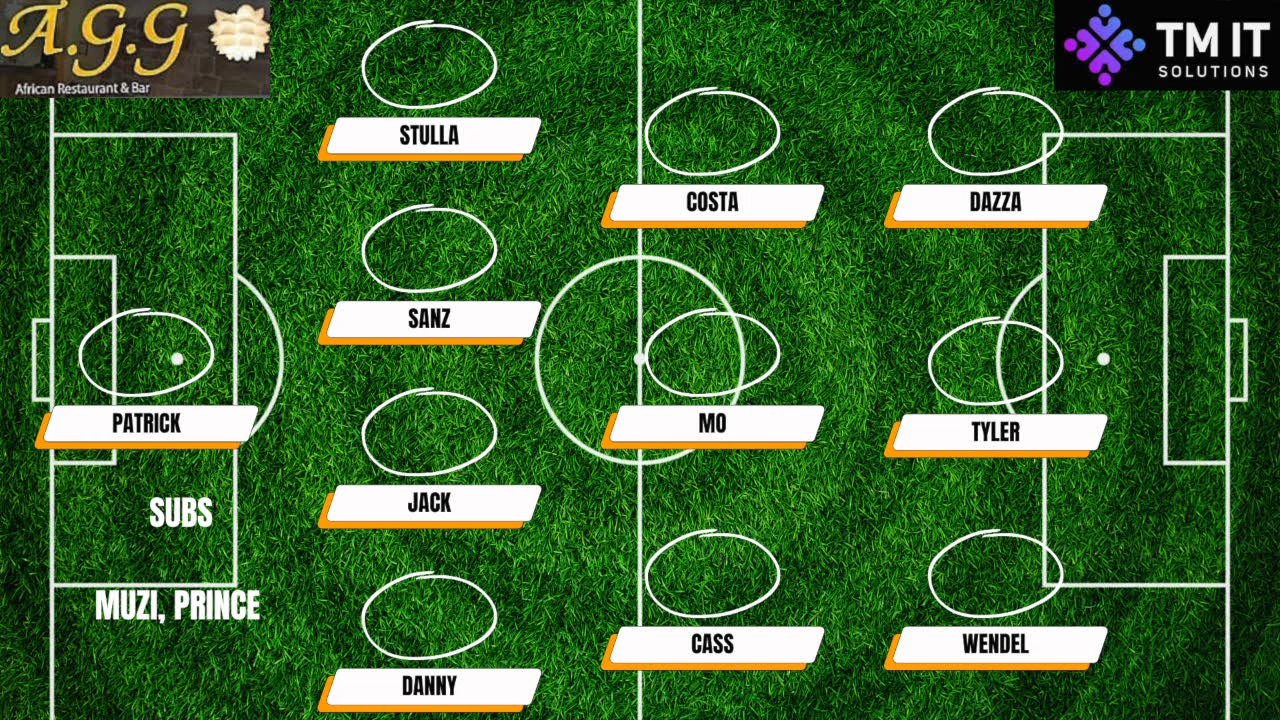 A.G.G
African Restaurant & Bar
TM IT
SOLUTIONS
STULLA
COSTA
DAZZA
SANZ
PATRICK
MO
TYLER
JACK
SUBS
MUZI, PRINCE
CASS
WENDEL
DANNY